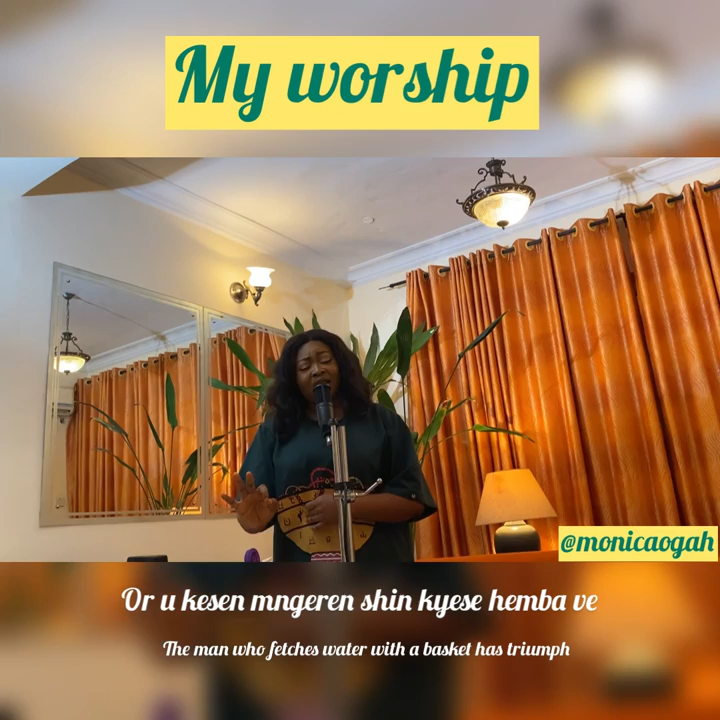 My worship
@monicaogah
Or u kesen mngeren shin kyese hemba ve
The man who fetches water with a basket has triumph